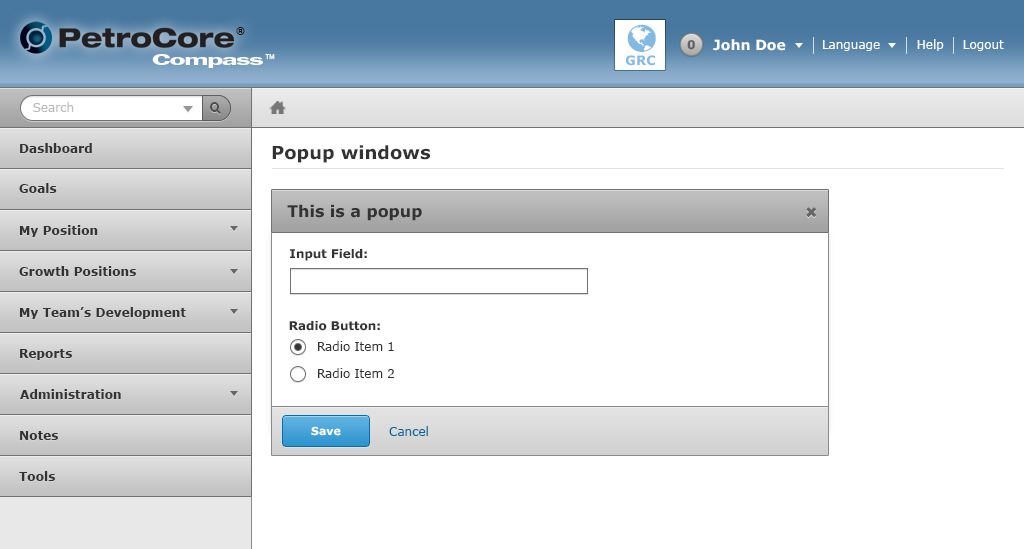 PetroCore®
Compass™
GRC
0 John Doe Language Help Logout
Search
Dashboard
Goals
My Position
Growth Positions
My Team’s Development
Reports
Administration
Notes
Tools
Popup windows
This is a popup
Input Field:
Radio Button:
Radio Item 1
Radio Item 2
Save Cancel